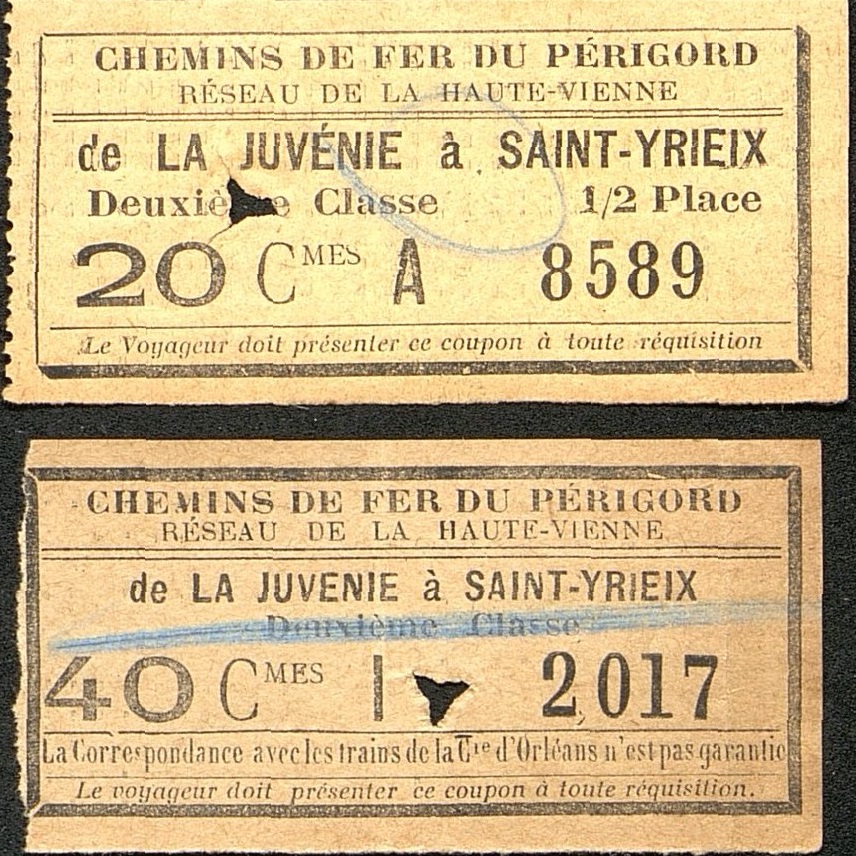 CHEMINS DE FER DU PÉRIGORD
RÉSEAU DE LA HAUTE-VIENNE
de LA JUVÉNIE à SAINT-YRIEIX
Deuxième Classe 1/2 Place
20 CMES A 8589
Le Voyageur doit présenter ce coupon à toute réquisition
CHEMINS DE FER DU PÉRIGORD
RÉSEAU DE LA HAUTE-VIENNE
de LA JUVENIE à SAINT-YRIEIX
Deuxième Classe
40 CMES | 2017
La Correspondance avec les trains de la Cie d'Orléans n'est pas garantie
Le voyageur doit présenter ce coupon à toute réquisition.